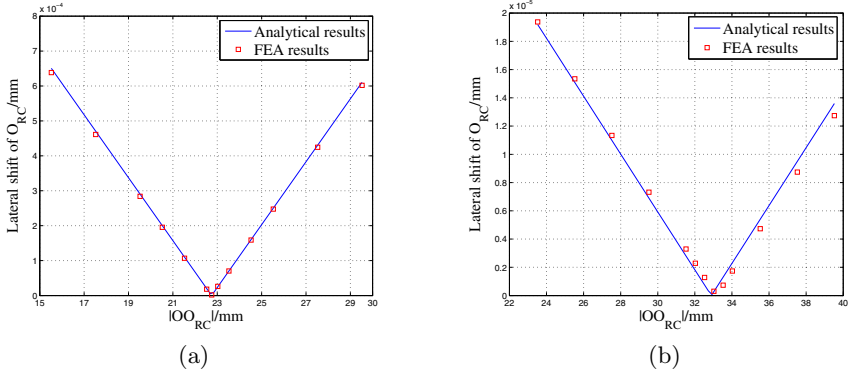 x 10⁻⁴
8
7
6
5
4
3
2
1
0
Lateral shift of O_RC/mm
Analytical results
FEA results
15 17 19 21 23 25 27 29 30
|OO_RC|/mm
(a)
x 10⁻⁵
2
1.8
1.6
1.4
1.2
1
0.8
0.6
0.4
0.2
0
Lateral shift of O_RC/mm
Analytical results
FEA results
22 24 26 28 30 32 34 36 38 40
|OO_RC|/mm
(b)